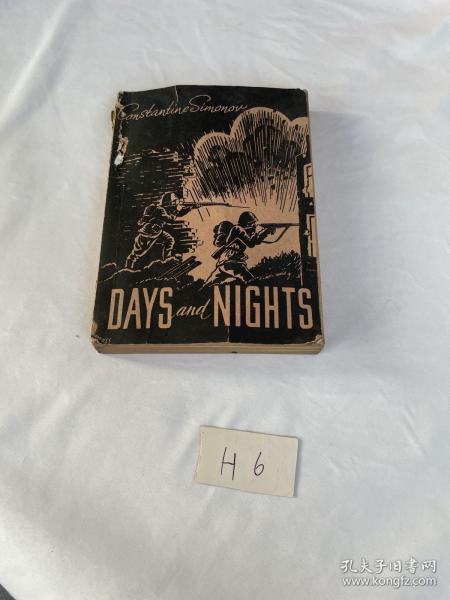 Constantine Simonov
DAYS and NIGHTS
H 6
孔夫子旧书网
www.kongfz.com